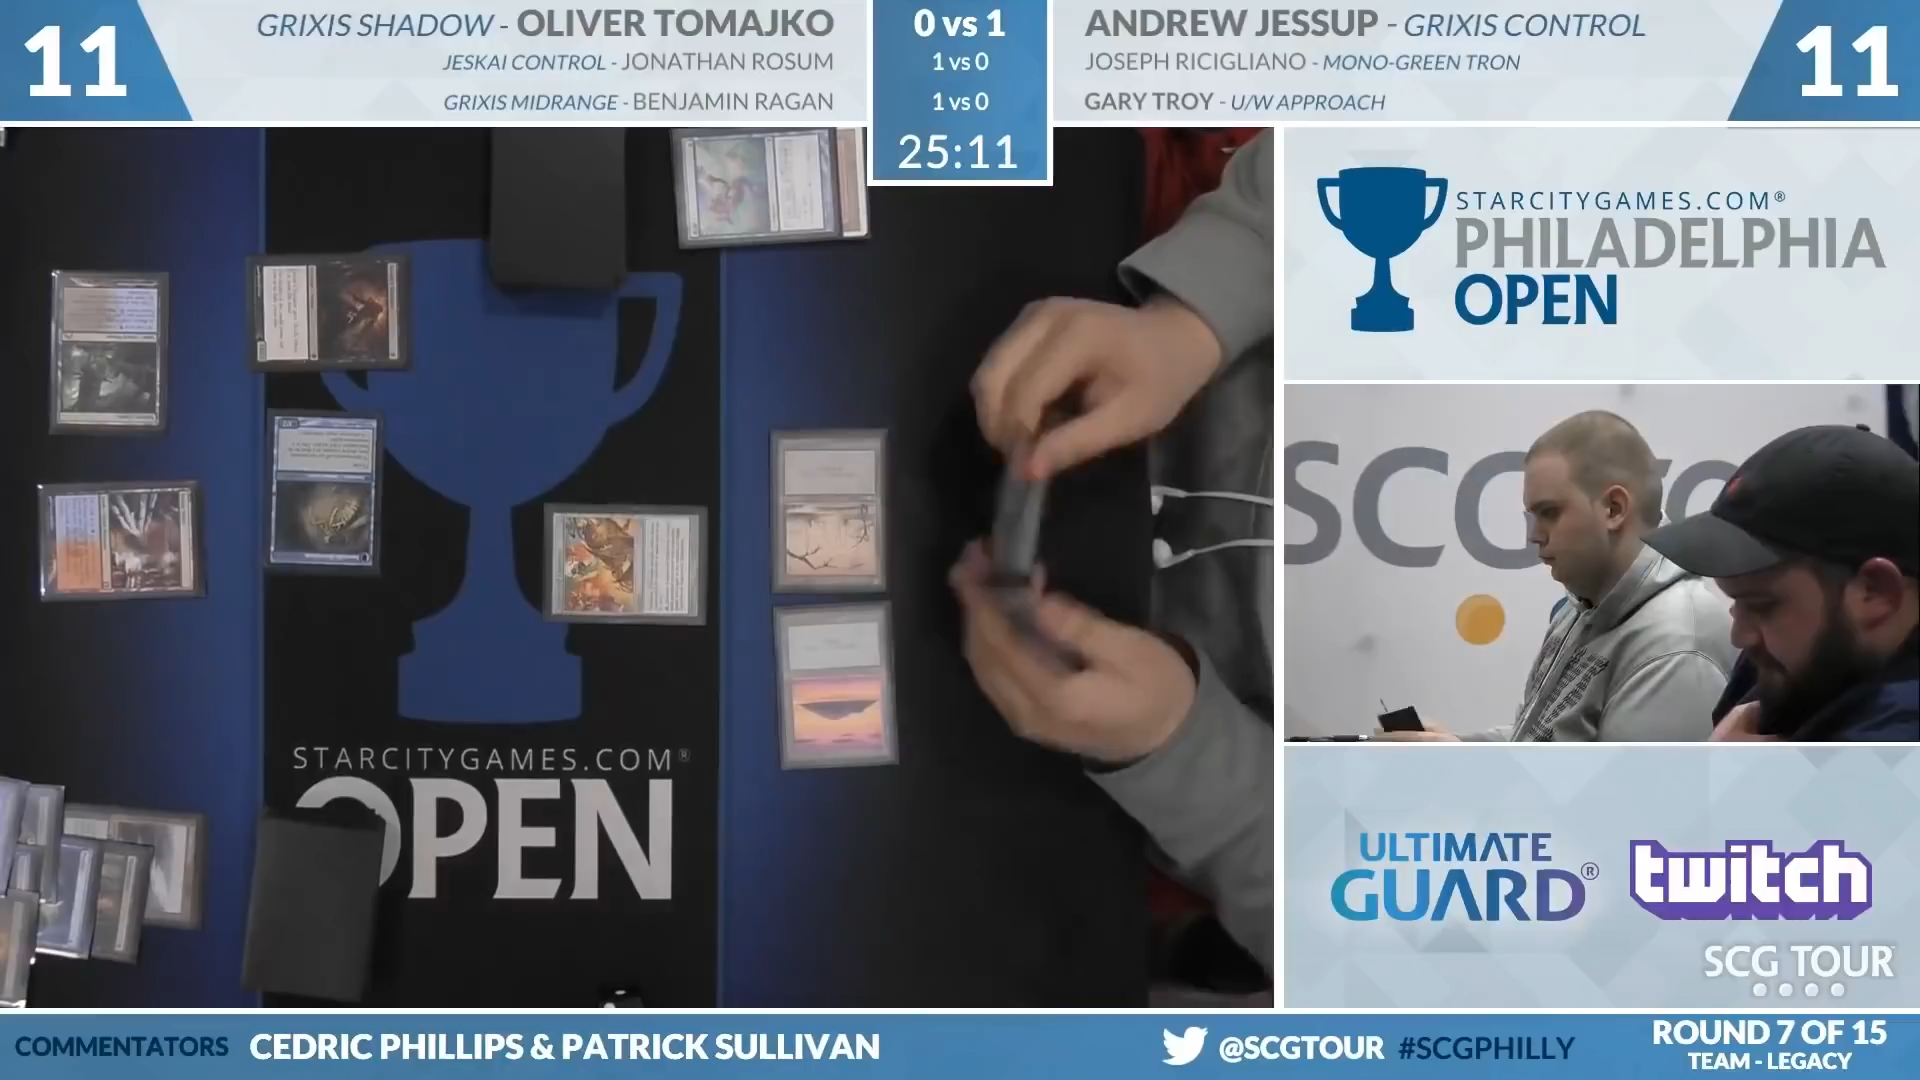 11
GRIXIS SHADOW - OLIVER TOMAJKO
JESKAI CONTROL - JONATHAN ROSUM
GRIXIS MIDRANGE - BENJAMIN RAGAN
0 vs 1
1 vs 0
1 vs 0
25:11
ANDREW JESSUP - GRIXIS CONTROL
JOSEPH RICIGLIANO - MONO-GREEN TRON
GARY TROY - U/W APPROACH
11
STARCITYGAMES.COM®
PHILADELPHIA
OPEN
SCG
STARCITYGAMES.COM®
OPEN
ULTIMATE
GUARD®
twitch
SCG TOUR
COMMENTATORS CEDRIC PHILLIPS & PATRICK SULLIVAN
@SCGTOUR #SCGPHILLY
ROUND 7 OF 15
TEAM - LEGACY